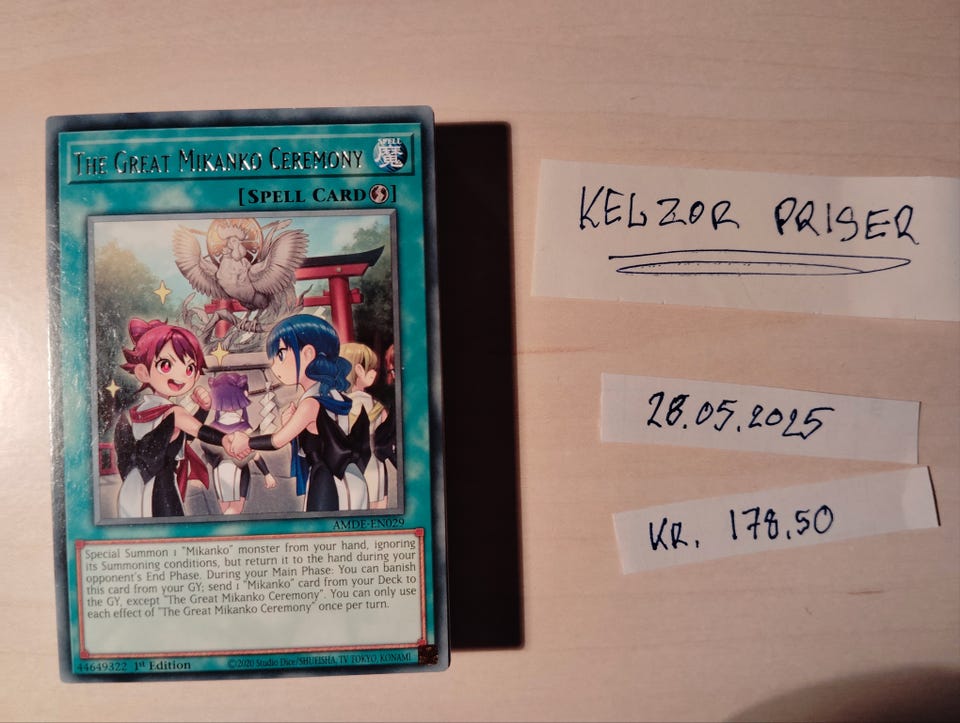 THE GREAT MIKANKO CEREMONY
SPELL
魔
[SPELL CARD]
AMDE-EN029
Special Summon 1 "Mikanko" monster from your hand, ignoring
its Summoning conditions, but return it to the hand during your
opponent's End Phase. During your Main Phase: You can banish
this card from your GY; send 1 "Mikanko" card from your Deck to
the GY, except "The Great Mikanko Ceremony". You can only use
each effect of "The Great Mikanko Ceremony" once per turn.
44649322 1st Edition ©2020 Studio Dice/SHUEISHA, TV TOKYO, KONAMI
KELZOR PRISER
28.05.2025
KR. 178,50